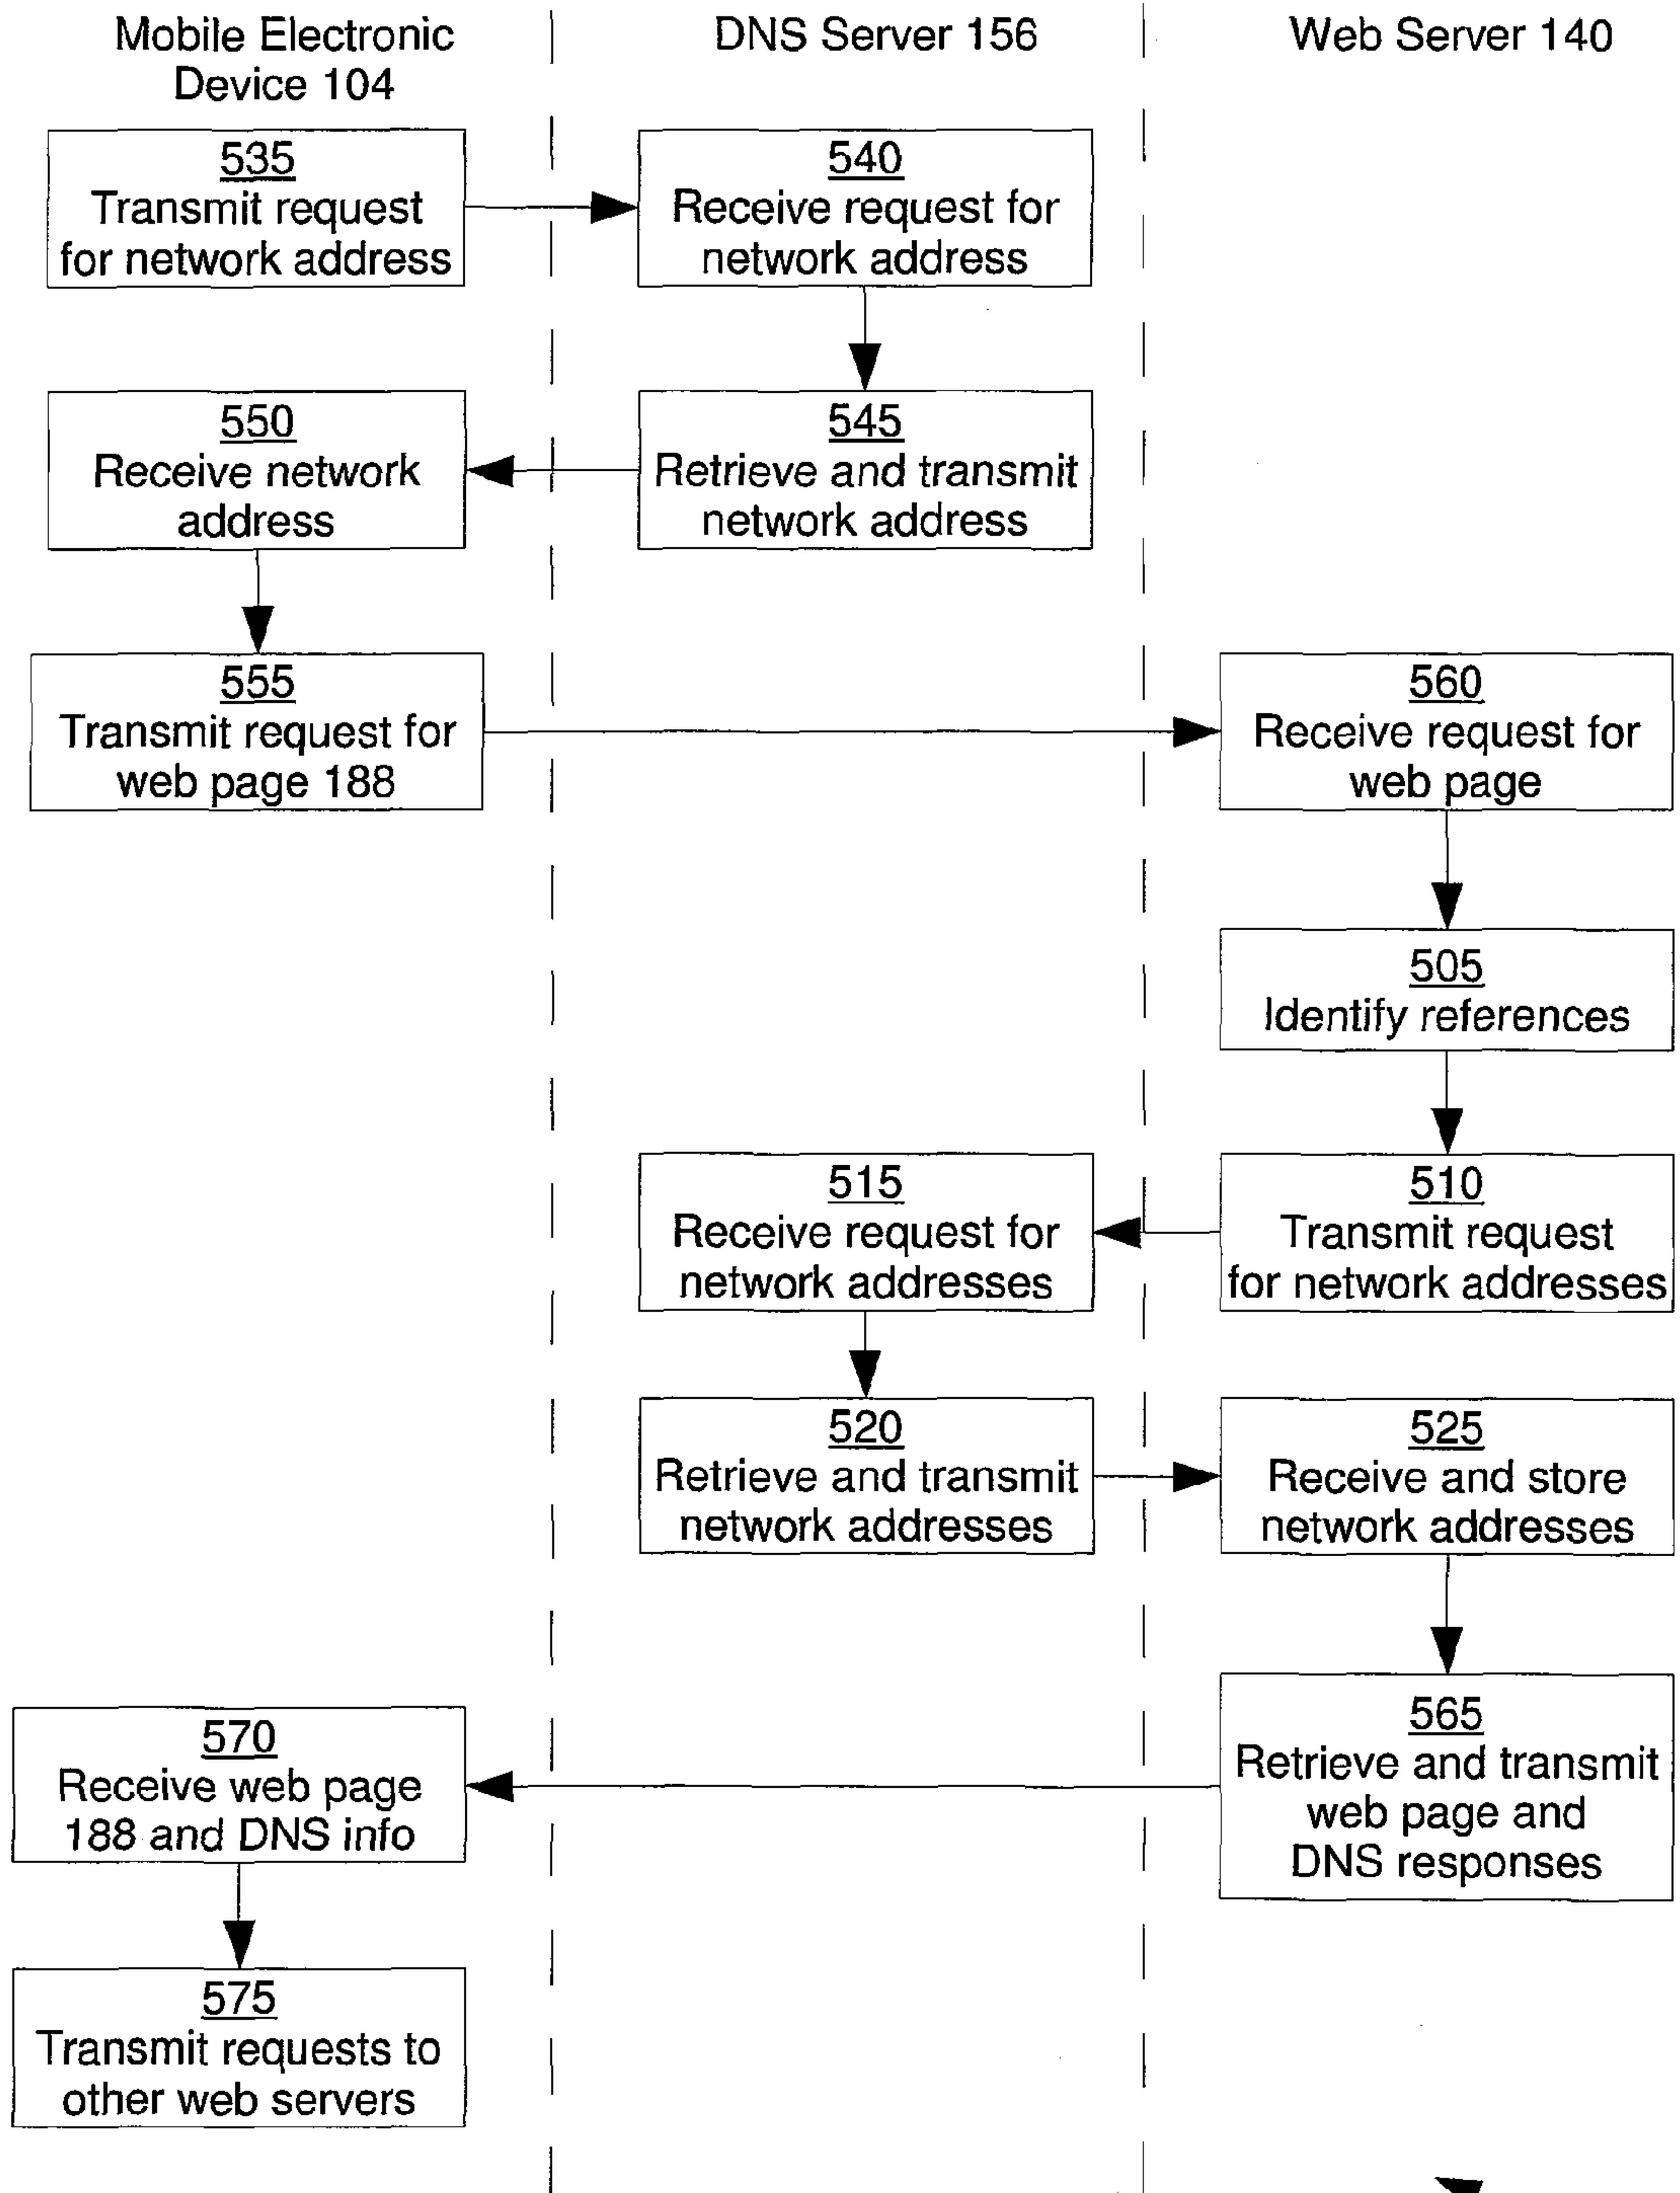 Mobile Electronic
Device 104
DNS Server 156
Web Server 140
535
Transmit request
for network address
540
Receive request for
network address
550
Receive network
address
545
Retrieve and transmit
network address
555
Transmit request for
web page 188
560
Receive request for
web page
505
Identify references
515
Receive request for
network addresses
510
Transmit request
for network addresses
520
Retrieve and transmit
network addresses
525
Receive and store
network addresses
570
Receive web page
188 and DNS info
565
Retrieve and transmit
web page and
DNS responses
575
Transmit requests to
other web servers